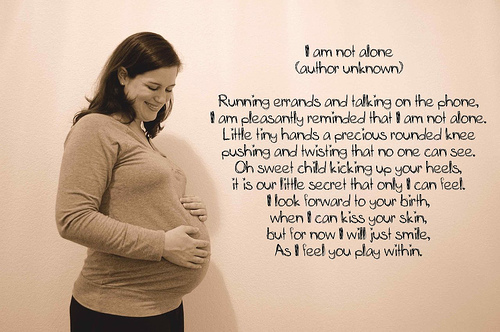 I am not alone
(author unknown)
Running errands and talking on the phone,
I am pleasantly reminded that I am not alone.
Little tiny hands a precious rounded knee
pushing and twisting that no one can see.
Oh sweet child kicking up your heels,
it is our little secret that only I can feel.
I look forward to your birth,
when I can kiss your skin,
but for now I will just smile,
As I feel you play within.